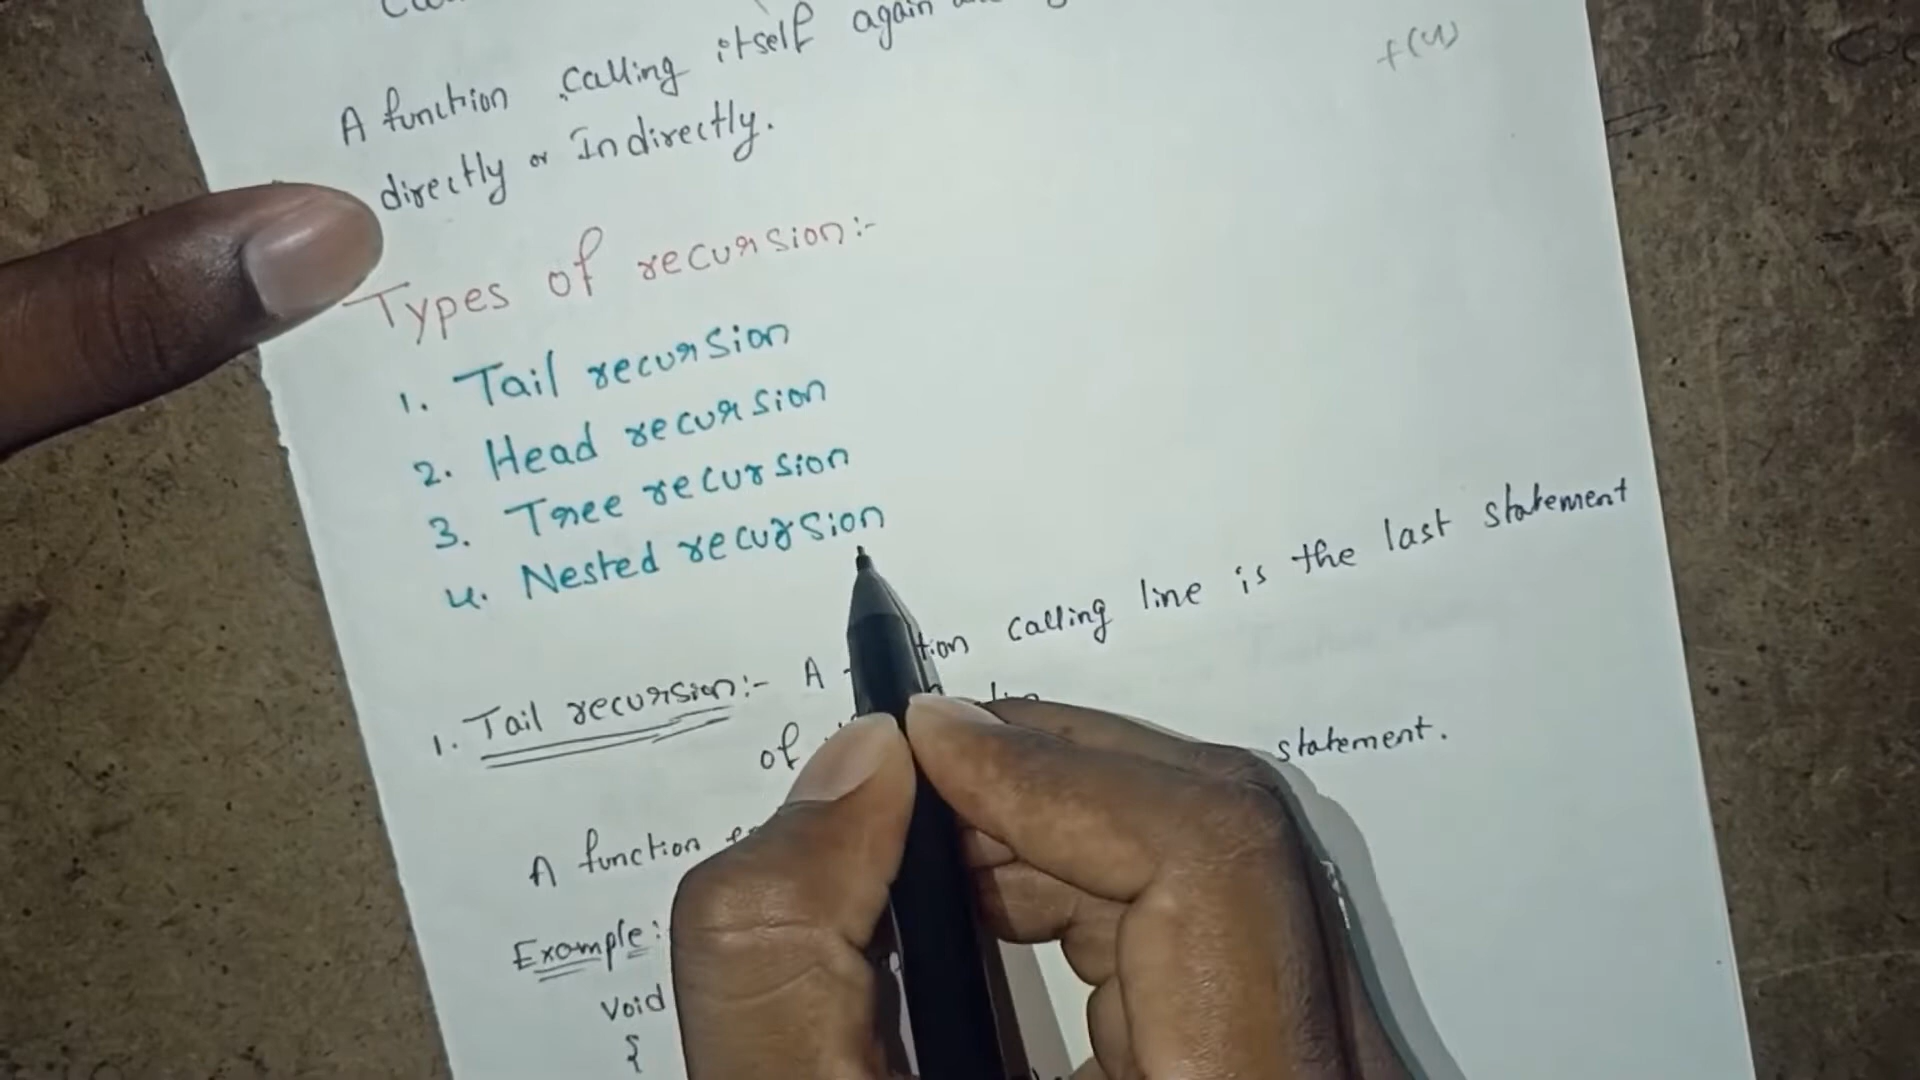 A function calling itself again
directly or Indirectly.
f(4)
Types of recursion:-
1. Tail recursion
2. Head recursion
3. Tree recursion
4. Nested recursion
1. Tail recursion:- A calling line is the last statement
of statement.
A function
Example:
void
{